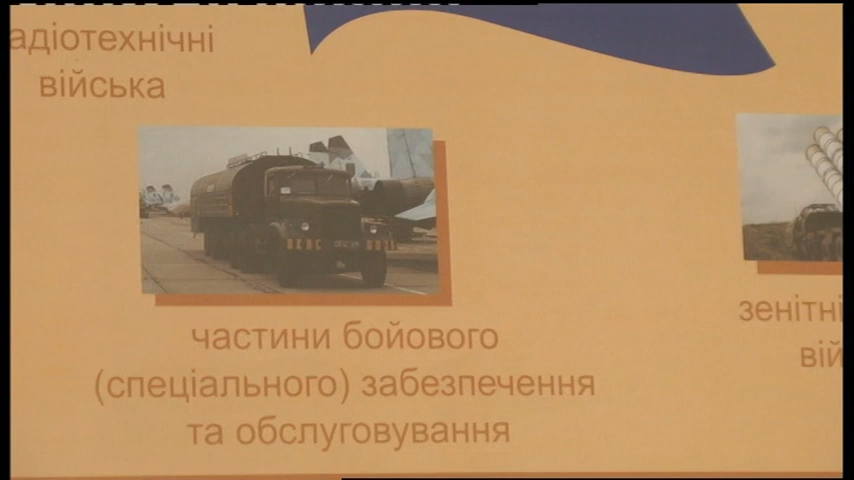 адіотехнічні
війська
частини бойового
(спеціального) забезпечення
та обслуговування
зенітні
вій